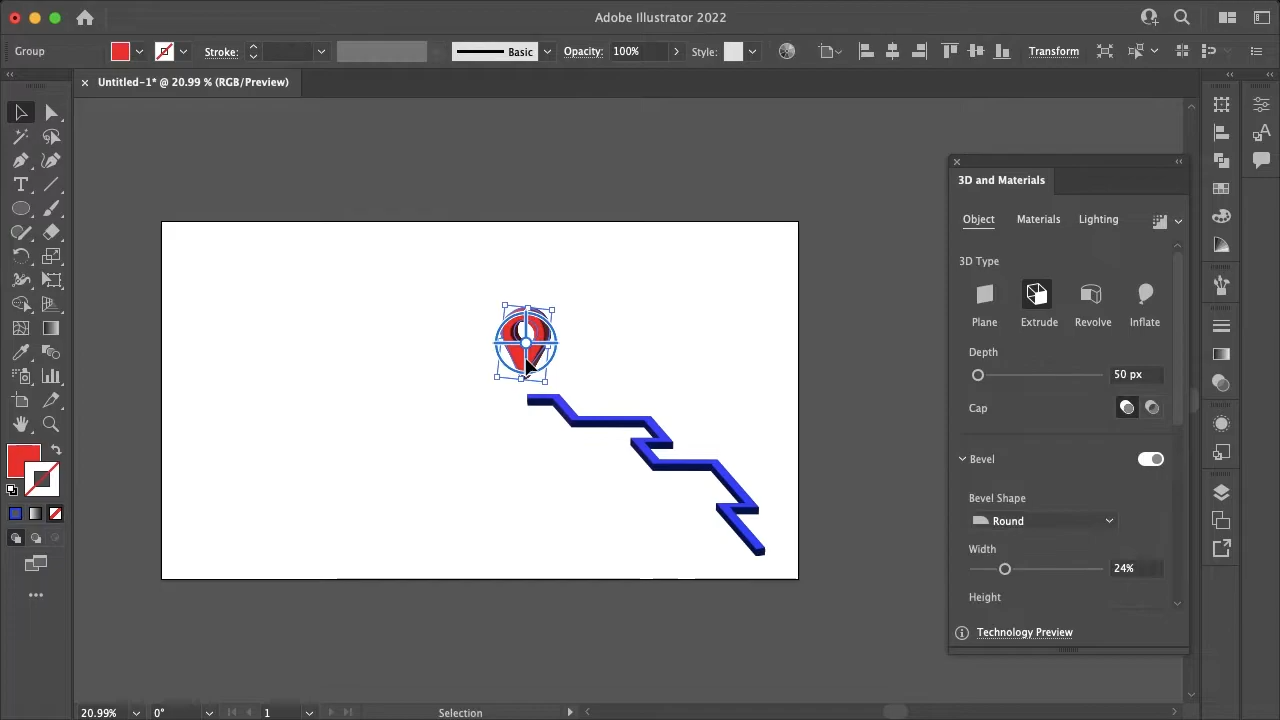 Adobe Illustrator 2022
Group
Stroke:
Basic
Opacity:
100%
Style:
Transform
Untitled-1* @ 20.99 % (RGB/Preview)
3D and Materials
Object
Materials
Lighting
3D Type
Plane
Extrude
Revolve
Inflate
Depth
50 px
Cap
Bevel
Bevel Shape
Round
Width
24%
Height
Technology Preview
20.99%
0°
1
Selection